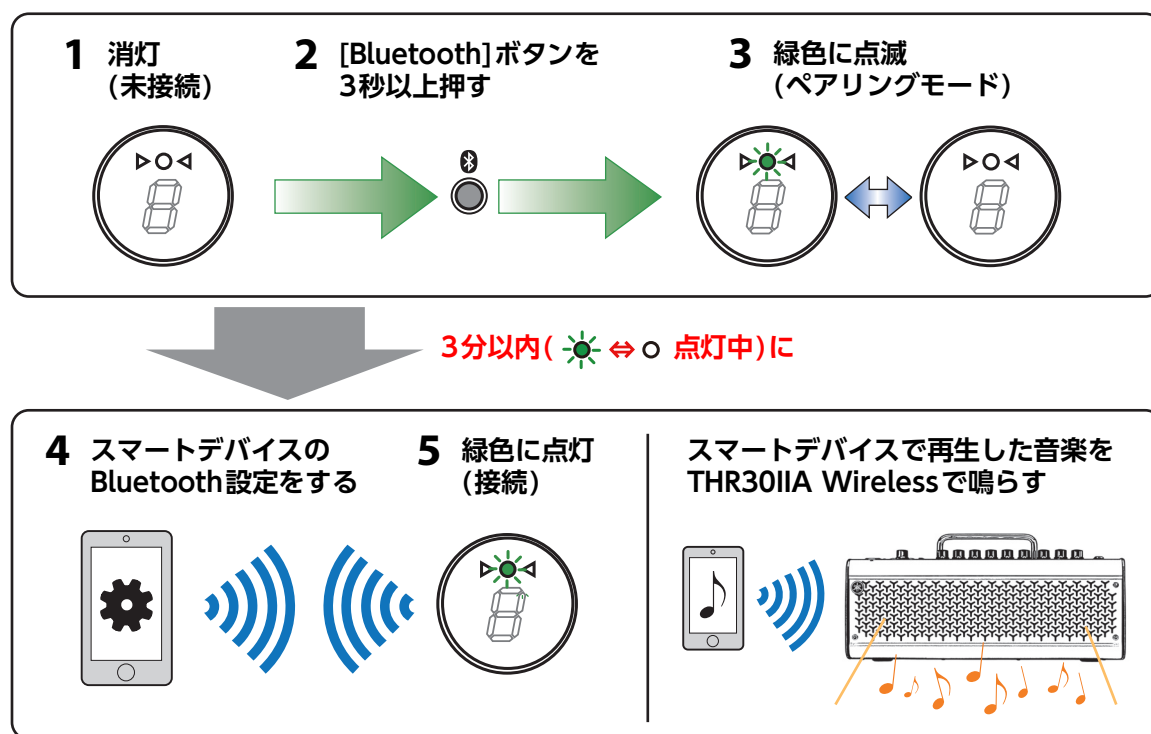 1 消灯
(未接続)
2 [Bluetooth]ボタンを
3秒以上押す
3 緑色に点滅
(ペアリングモード)
3分以内( ⇔ 点灯中)に
4 スマートデバイスの
Bluetooth設定をする
5 緑色に点灯
(接続)
スマートデバイスで再生した音楽を
THR30IIA Wirelessで鳴らす